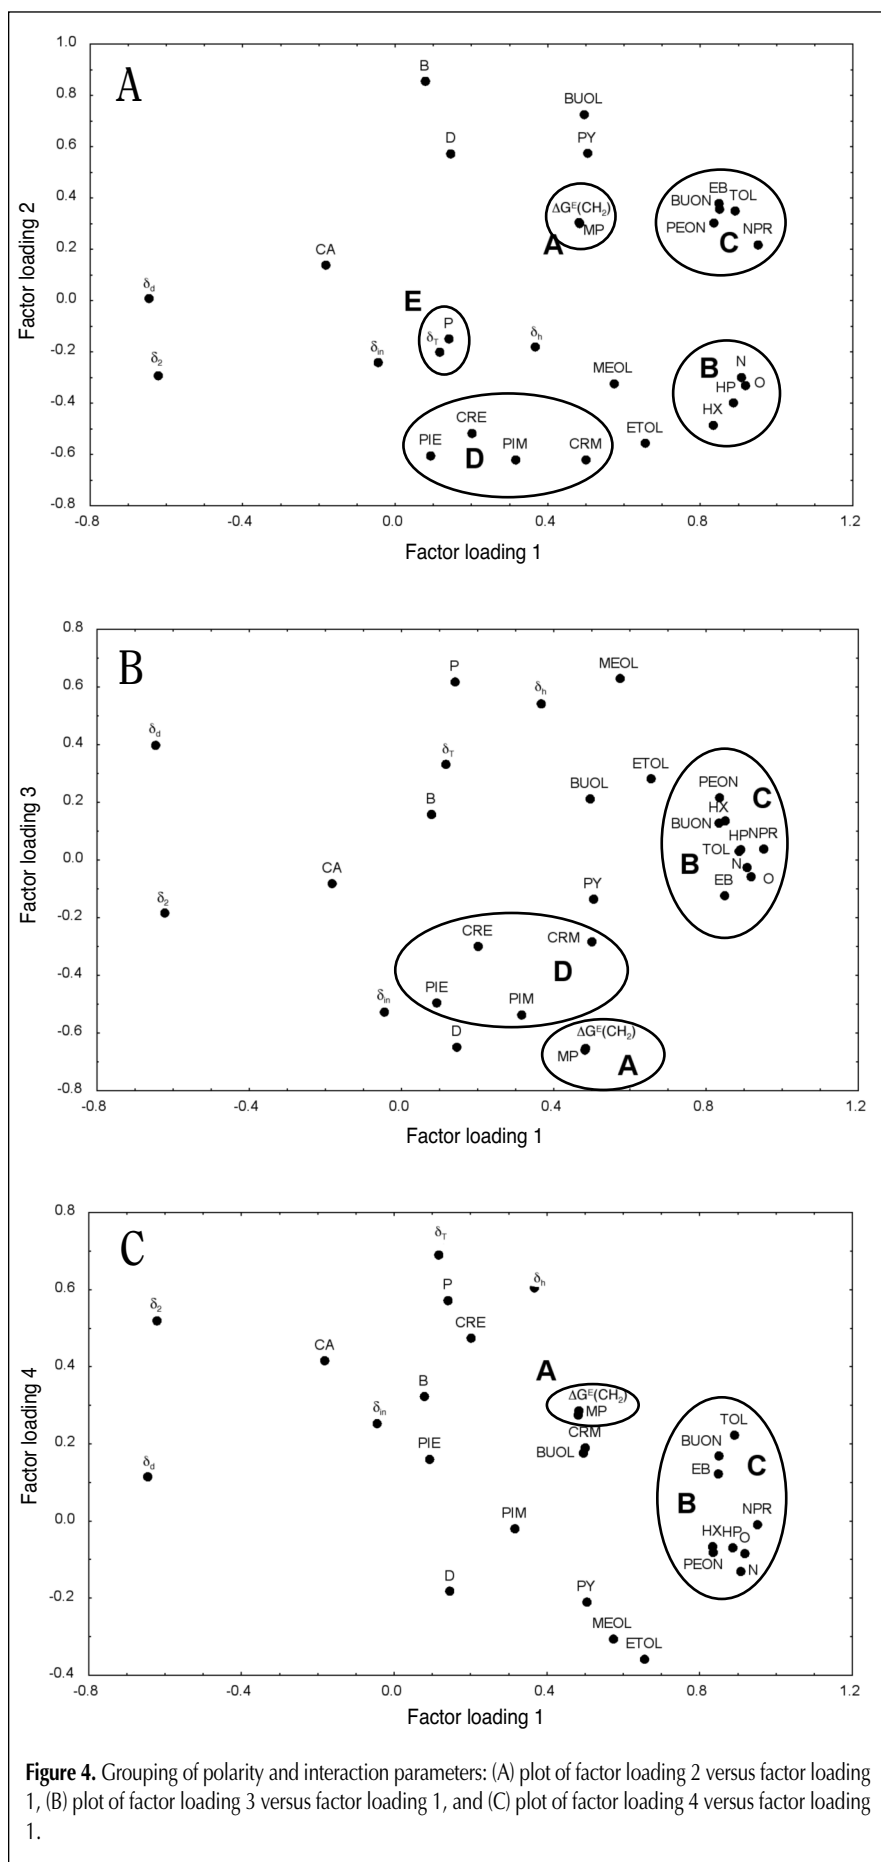 A
1.0
0.8
0.6
0.4
0.2
0.0
-0.2
-0.4
-0.6
-0.8
Factor loading 2
B
BUOL
D
PY
ΔGᴱ(CH₂)
MP
A
EB
BUON
TOL
PEON
NPR
C
CA
δd
E
P
δT
δh
δin
δ2
MEOL
B
N
HP
O
HX
CRE
ETOL
PIE
D
PIM
CRM
-0.8
-0.4
0.0
0.4
0.8
1.2
Factor loading 1
B
0.8
0.6
0.4
0.2
0.0
-0.2
-0.4
-0.6
-0.8
Factor loading 3
P
MEOL
δh
δd
δT
ETOL
BUOL
B
PEON
C
HX
BUON
HP
NPR
TOL
B
N
O
EB
CA
PY
δ2
CRE
CRM
D
PIE
PIM
δin
D
ΔGᴱ(CH₂)
MP
A
-0.8
-0.4
0.0
0.4
0.8
1.2
Factor loading 1
C
0.8
0.6
0.4
0.2
0.0
-0.2
-0.4
Factor loading 4
δT
δh
P
δ2
CRE
CA
A
B
ΔGᴱ(CH₂)
MP
δin
CRM
BUOL
PIE
TOL
BUON
C
EB
δd
B
NPR
PIM
HX
HP
O
PEON
N
D
PY
MEOL
ETOL
-0.8
-0.4
0.0
0.4
0.8
1.2
Factor loading 1
Figure 4. Grouping of polarity and interaction parameters: (A) plot of factor loading 2 versus factor loading
1, (B) plot of factor loading 3 versus factor loading 1, and (C) plot of factor loading 4 versus factor loading
1.